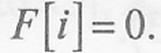 F[i] = 0.